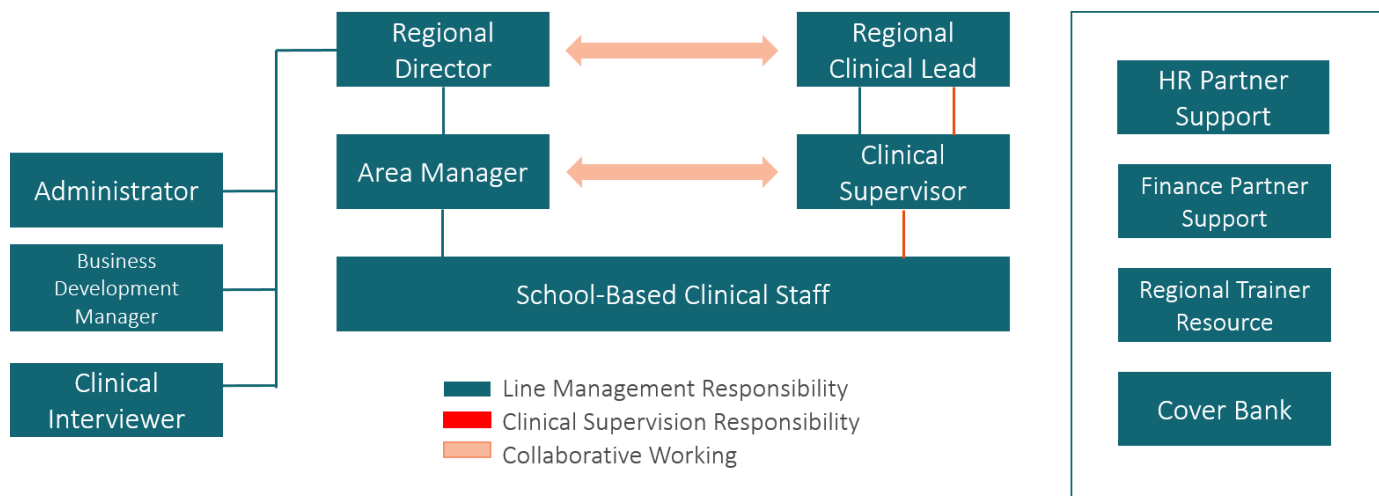 Regional
Director
Regional
Clinical Lead
Area Manager
Clinical
Supervisor
Administrator
Business
Development
Manager
Clinical
Interviewer
School-Based Clinical Staff
Line Management Responsibility
Clinical Supervision Responsibility
Collaborative Working
HR Partner
Support
Finance Partner
Support
Regional Trainer
Resource
Cover Bank